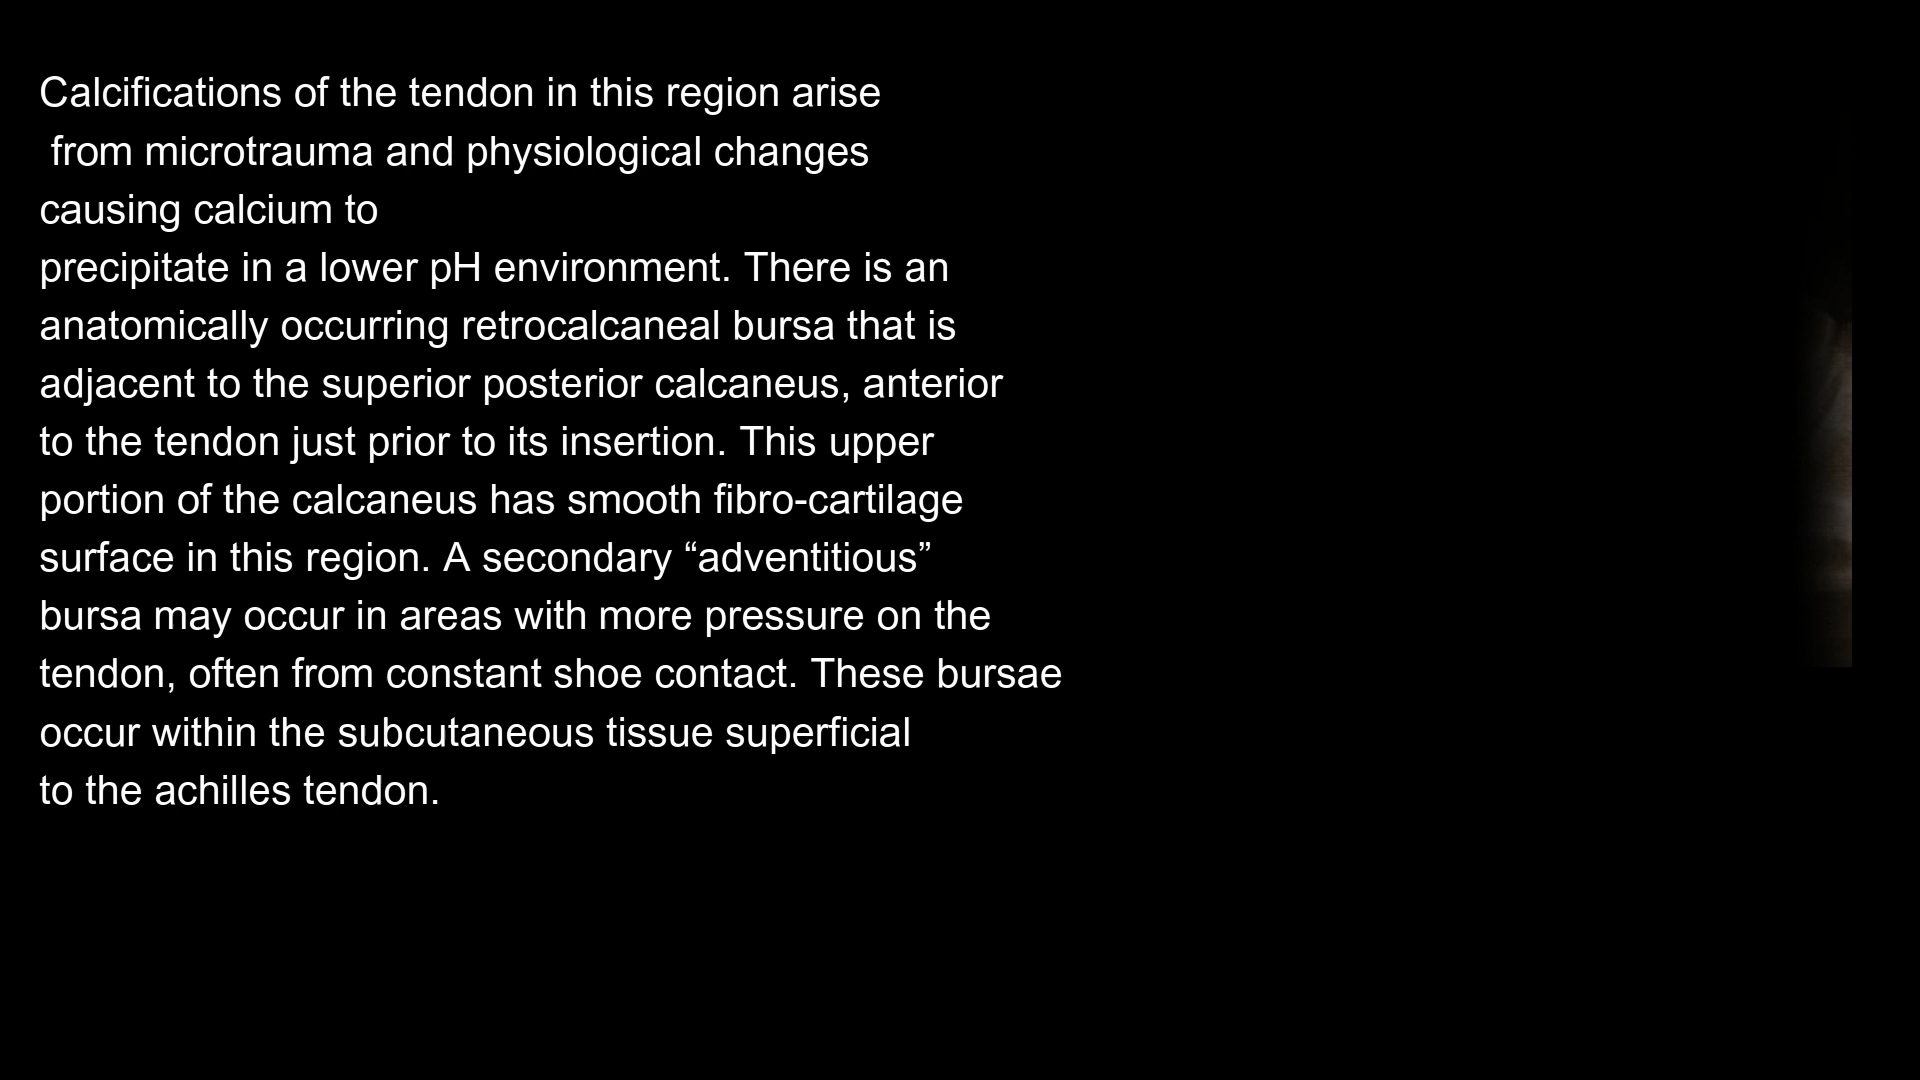 Calcifications of the tendon in this region arise
from microtrauma and physiological changes
causing calcium to
precipitate in a lower pH environment. There is an
anatomically occurring retrocalcaneal bursa that is
adjacent to the superior posterior calcaneus, anterior
to the tendon just prior to its insertion. This upper
portion of the calcaneus has smooth fibro-cartilage
surface in this region. A secondary “adventitious”
bursa may occur in areas with more pressure on the
tendon, often from constant shoe contact. These bursae
occur within the subcutaneous tissue superficial
to the achilles tendon.